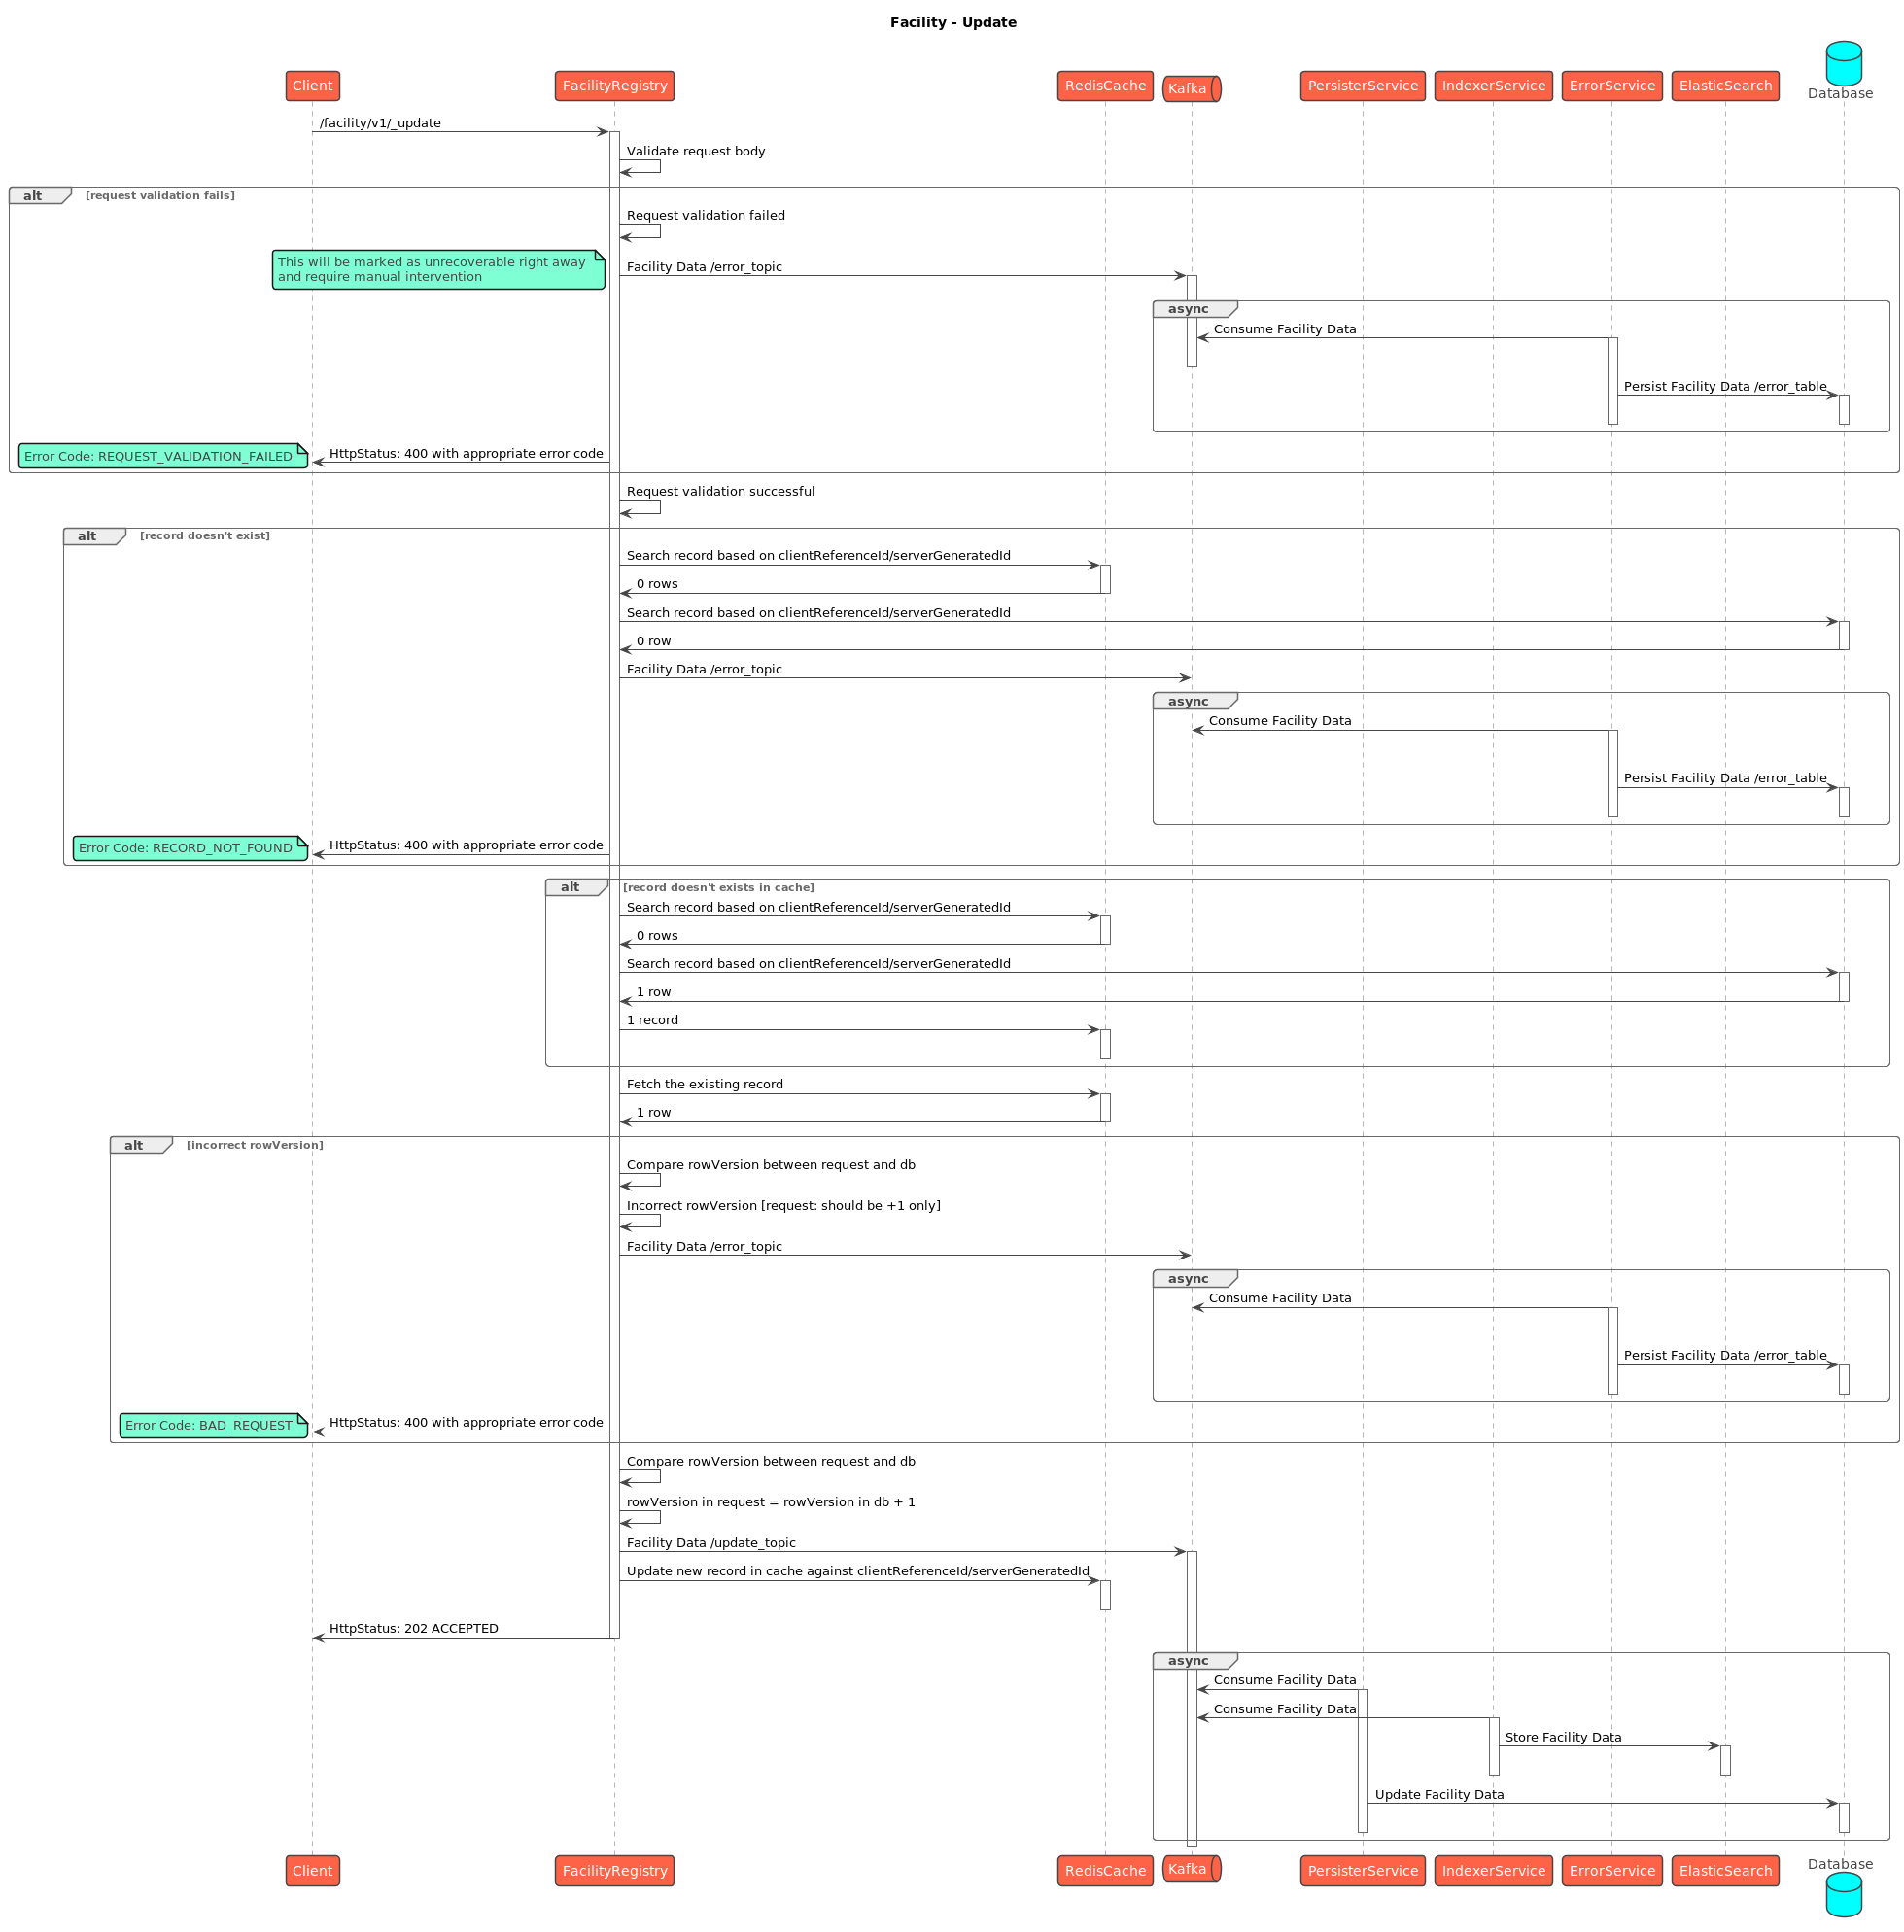 Facility - Update
Client
FacilityRegistry
RedisCache
Kafka
PersisterService
IndexerService
ErrorService
ElasticSearch
Database
/facility/v1/_update
Validate request body
alt
[request validation fails]
Request validation failed
This will be marked as unrecoverable right away
and require manual intervention
Facility Data /error_topic
async
Consume Facility Data
Persist Facility Data /error_table
Error Code: REQUEST_VALIDATION_FAILED
HttpStatus: 400 with appropriate error code
Request validation successful
alt
[record doesn't exist]
Search record based on clientReferenceId/serverGeneratedId
0 rows
Search record based on clientReferenceId/serverGeneratedId
0 row
Facility Data /error_topic
async
Consume Facility Data
Persist Facility Data /error_table
Error Code: RECORD_NOT_FOUND
HttpStatus: 400 with appropriate error code
alt
[record doesn't exists in cache]
Search record based on clientReferenceId/serverGeneratedId
0 rows
Search record based on clientReferenceId/serverGeneratedId
1 row
1 record
Fetch the existing record
1 row
alt
[incorrect rowVersion]
Compare rowVersion between request and db
Incorrect rowVersion [request: should be +1 only]
Facility Data /error_topic
async
Consume Facility Data
Persist Facility Data /error_table
Error Code: BAD_REQUEST
HttpStatus: 400 with appropriate error code
Compare rowVersion between request and db
rowVersion in request = rowVersion in db + 1
Facility Data /update_topic
Update new record in cache against clientReferenceId/serverGeneratedId
HttpStatus: 202 ACCEPTED
async
Consume Facility Data
Consume Facility Data
Store Facility Data
Update Facility Data
Client
FacilityRegistry
RedisCache
Kafka
PersisterService
IndexerService
ErrorService
ElasticSearch
Database